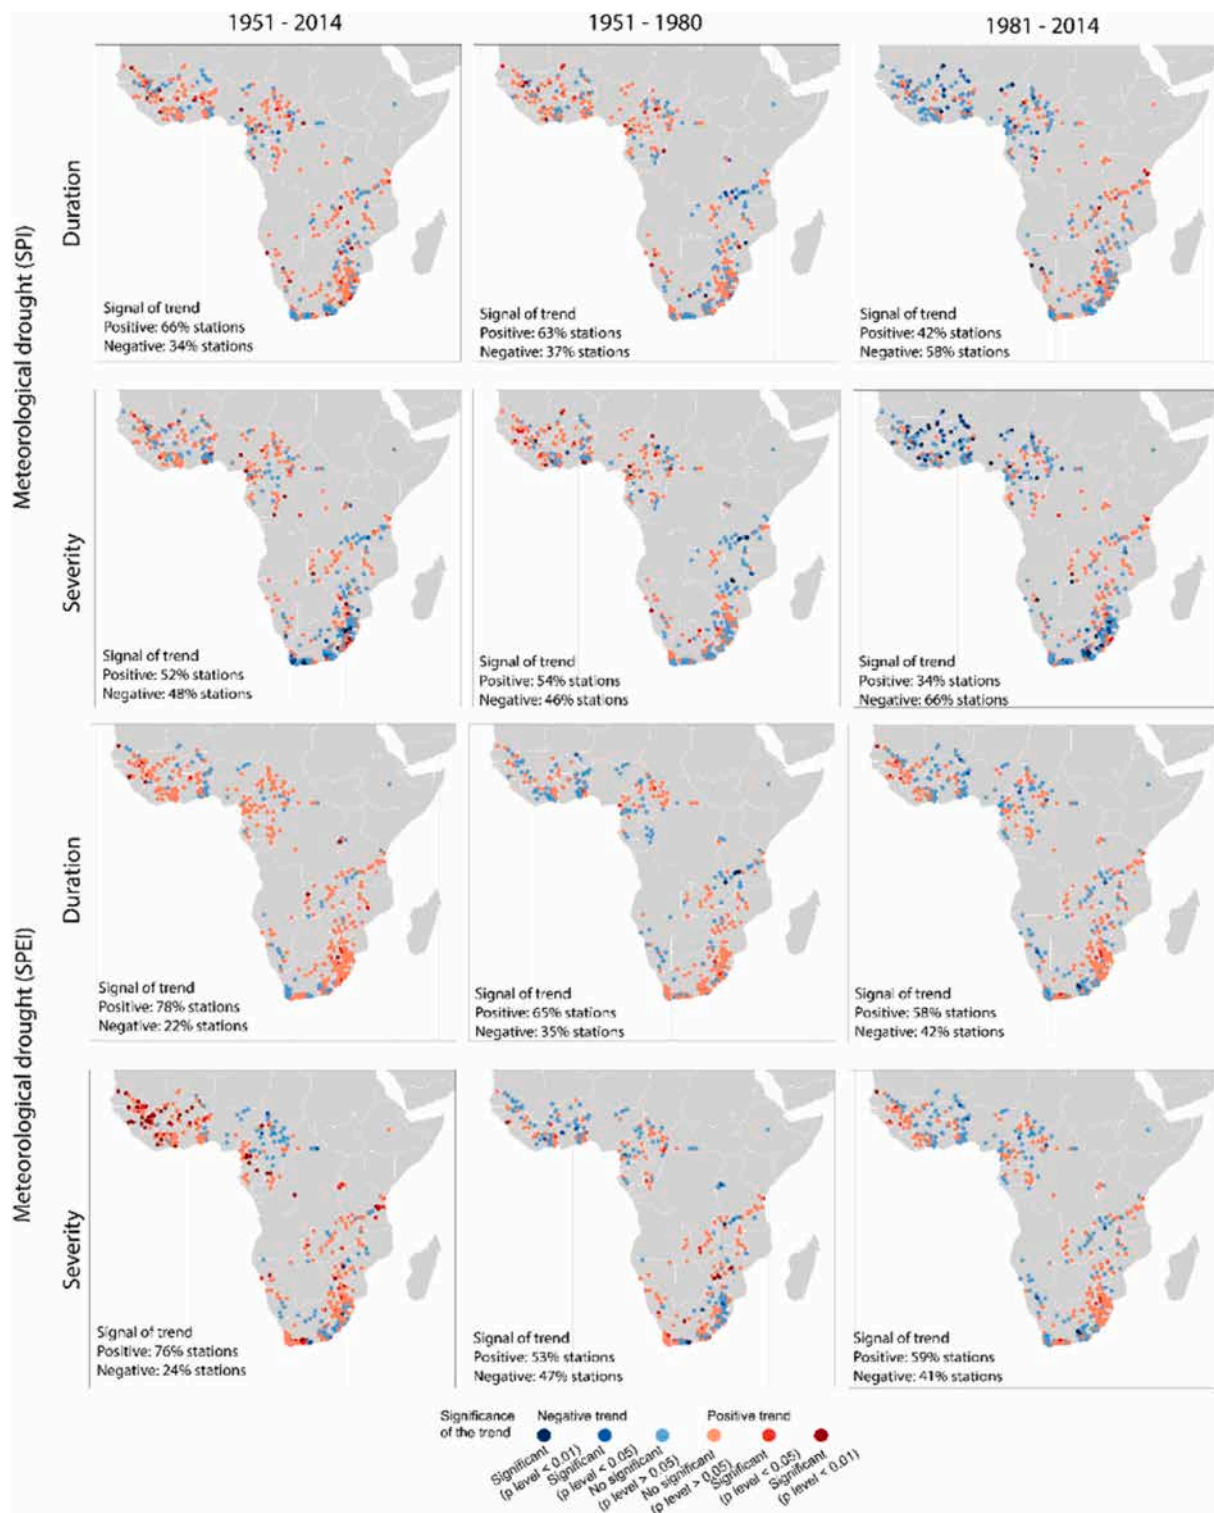 1951 - 2014
1951 - 1980
1981 - 2014
Meteorological drought (SPI)
Duration
Signal of trend
Positive: 66% stations
Negative: 34% stations
Signal of trend
Positive: 63% stations
Negative: 37% stations
Signal of trend
Positive: 42% stations
Negative: 58% stations
Severity
Signal of trend
Positive: 52% stations
Negative: 48% stations
Signal of trend
Positive: 54% stations
Negative: 46% stations
Signal of trend
Positive: 34% stations
Negative: 66% stations
Meteorological drought (SPEI)
Duration
Signal of trend
Positive: 78% stations
Negative: 22% stations
Signal of trend
Positive: 65% stations
Negative: 35% stations
Signal of trend
Positive: 58% stations
Negative: 42% stations
Severity
Signal of trend
Positive: 76% stations
Negative: 24% stations
Signal of trend
Positive: 53% stations
Negative: 47% stations
Signal of trend
Positive: 59% stations
Negative: 41% stations
Significance
of the trend
Negative trend
Positive trend
Significant
(p level < 0.01)
Significant
(p level < 0.05)
No significant
(p level > 0.05)
No significant
(p level > 0.05)
Significant
(p level < 0.05)
Significant
(p level < 0.01)